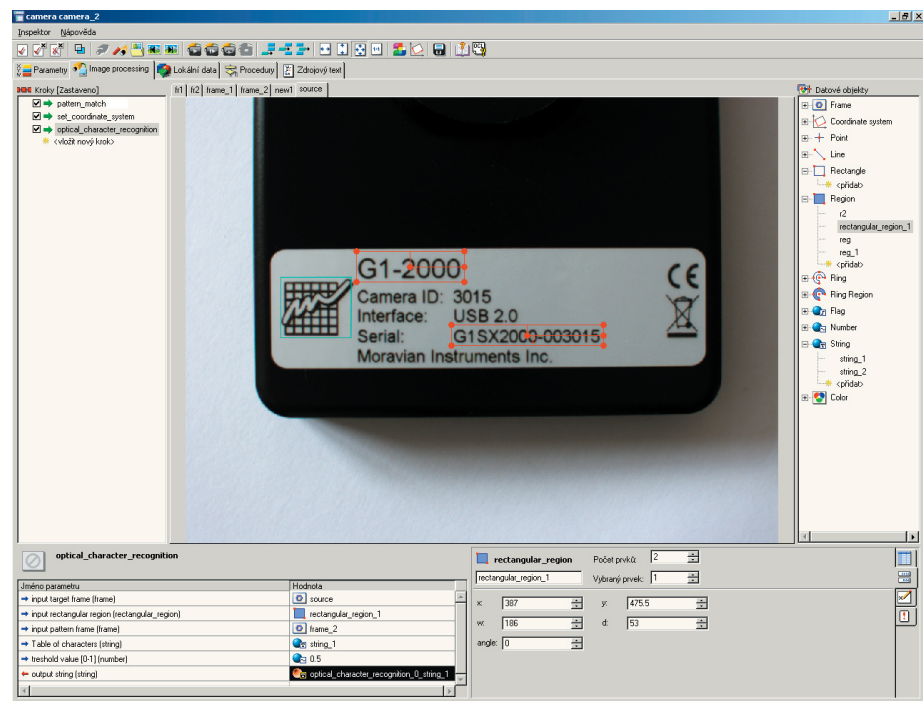 camera camera_2
Inspektor Nápověda
Parametry Image processing Lokální data Procedury Zdrojový text
Kroky [Zastaveno]
pattern_match
set_coordinate_system
optical_character_recognition
<vložit nový krok>
fr1 fr2 frame_1 frame_2 new1 source
G1-2000
Camera ID: 3015
Interface: USB 2.0
Serial: G1SX2000-003015
Moravian Instruments Inc.
CE
Datové objekty
Frame
Coordinate system
Point
Line
Rectangle
<přidat>
Region
r2
rectangular_region_1
reg
reg_1
<přidat>
Ring
Ring Region
Flag
Number
String
string_1
string_2
<přidat>
Color
optical_character_recognition
Jméno parametru Hodnota
input target frame (frame) source
input rectangular region (rectangular_region) rectangular_region_1
input pattern frame (frame) frame_2
Table of characters (string) string_1
treshold value [0-1] (number) 0.5
output string (string) optical_character_recognition_0_string_1
rectangular_region Počet prvků: 2
rectangular_region_1 Vybraný prvek: 1
x: 387 y: 475.5
w: 186 d: 53
angle: 0